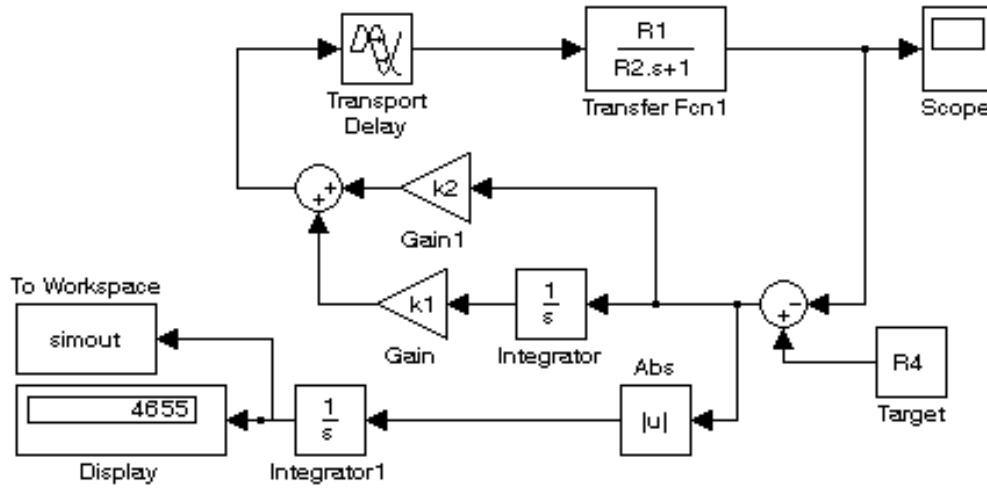 R1
R2.s+1
Transport
Delay
Transfer Fcn1
Scope
+
+
k2
Gain1
To Workspace
simout
k1
Gain
1
s
Integrator
−
+
R4
Target
Abs
|u|
4655
Display
1
s
Integrator1